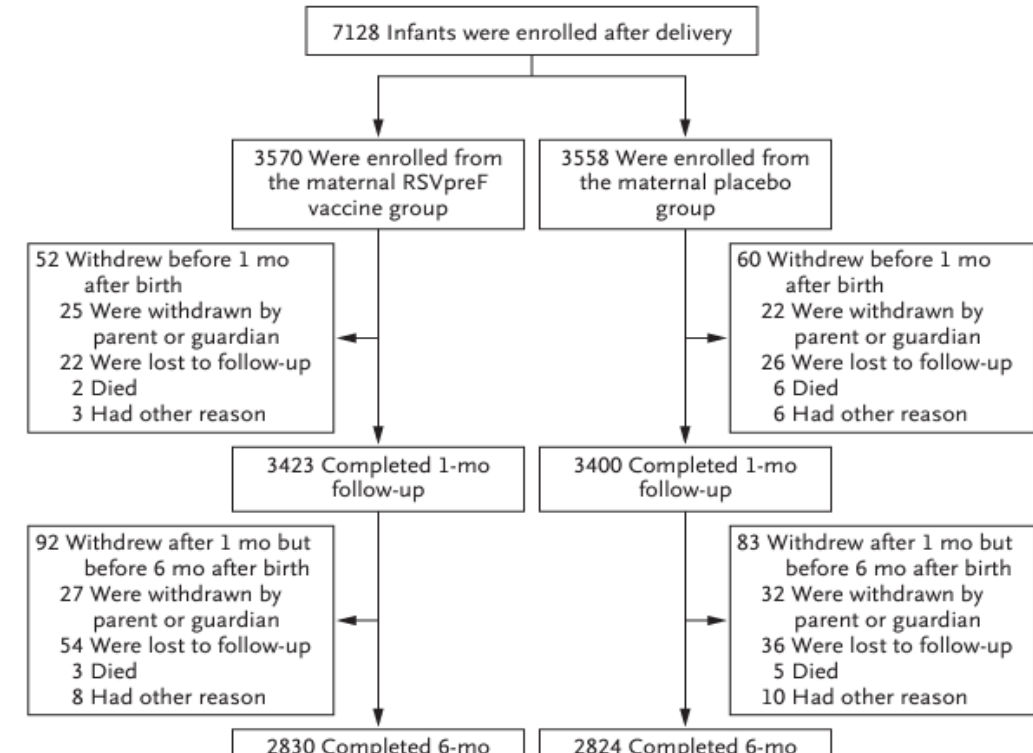 7128 Infants were enrolled after delivery
3570 Were enrolled from
the maternal RSVpreF
vaccine group
3558 Were enrolled from
the maternal placebo
group
52 Withdrew before 1 mo
after birth
25 Were withdrawn by
parent or guardian
22 Were lost to follow-up
2 Died
3 Had other reason
60 Withdrew before 1 mo
after birth
22 Were withdrawn by
parent or guardian
26 Were lost to follow-up
6 Died
6 Had other reason
3423 Completed 1-mo
follow-up
3400 Completed 1-mo
follow-up
92 Withdrew after 1 mo but
before 6 mo after birth
27 Were withdrawn by
parent or guardian
54 Were lost to follow-up
3 Died
8 Had other reason
83 Withdrew after 1 mo but
before 6 mo after birth
32 Were withdrawn by
parent or guardian
36 Were lost to follow-up
5 Died
10 Had other reason
2830 Completed 6-mo
2824 Completed 6-mo